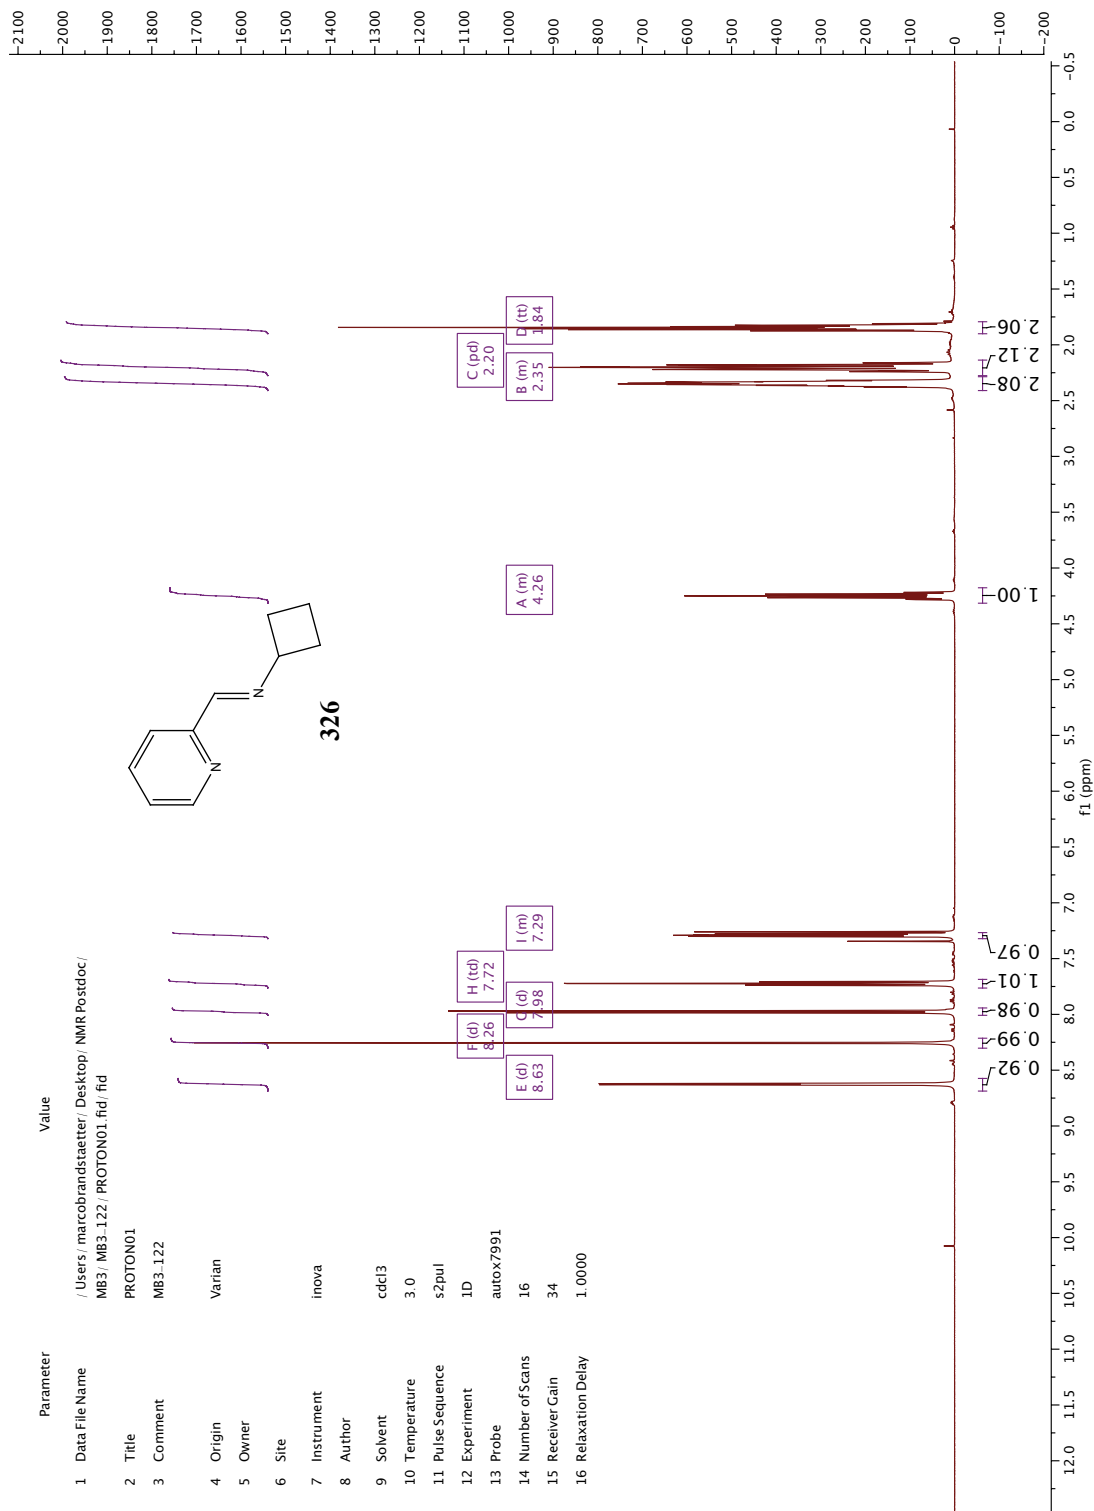 Parameter Value
1 Data File Name / Users / marcobrandstaetter / Desktop / NMR Postdoc /
MB3 / MB3-122 / PROTON01.fid / fid
2 Title PROTON01
3 Comment MB3-122
4 Origin Varian
5 Owner
6 Site
7 Instrument inova
8 Author
9 Solvent cdcl3
10 Temperature 3.0
11 Pulse Sequence s2pul
12 Experiment 1D
13 Probe autox7991
14 Number of Scans 16
15 Receiver Gain 34
16 Relaxation Delay 1.0000
N
N
326
F (d)
8.26
H (td)
7.72
C (pd)
2.20
E (d)
8.63
G (d)
7.98
I (m)
7.29
A (m)
4.26
B (m)
2.35
D (tt)
1.84
0.92
0.99
0.98
1.01
0.97
1.00
2.08
2.12
2.06
12.0 11.5 11.0 10.5 10.0 9.5 9.0 8.5 8.0 7.5 7.0 6.5 6.0 5.5 5.0 4.5 4.0 3.5 3.0 2.5 2.0 1.5 1.0 0.5 0.0 -0.5
f1 (ppm)
2100
2000
1900
1800
1700
1600
1500
1400
1300
1200
1100
1000
900
800
700
600
500
400
300
200
100
0
-100
-200